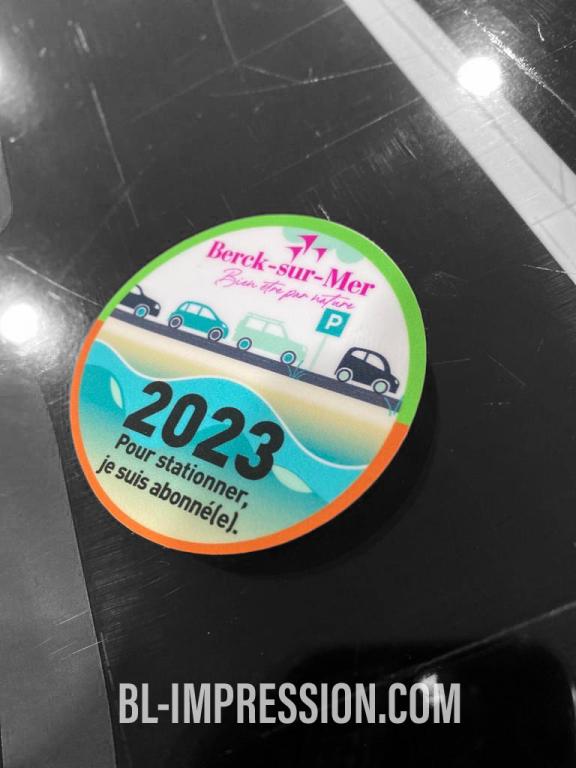 Berck-sur-Mer
Bien être par nature
P
2023
Pour stationner,
je suis abonné(e).
BL-IMPRESSION.COM